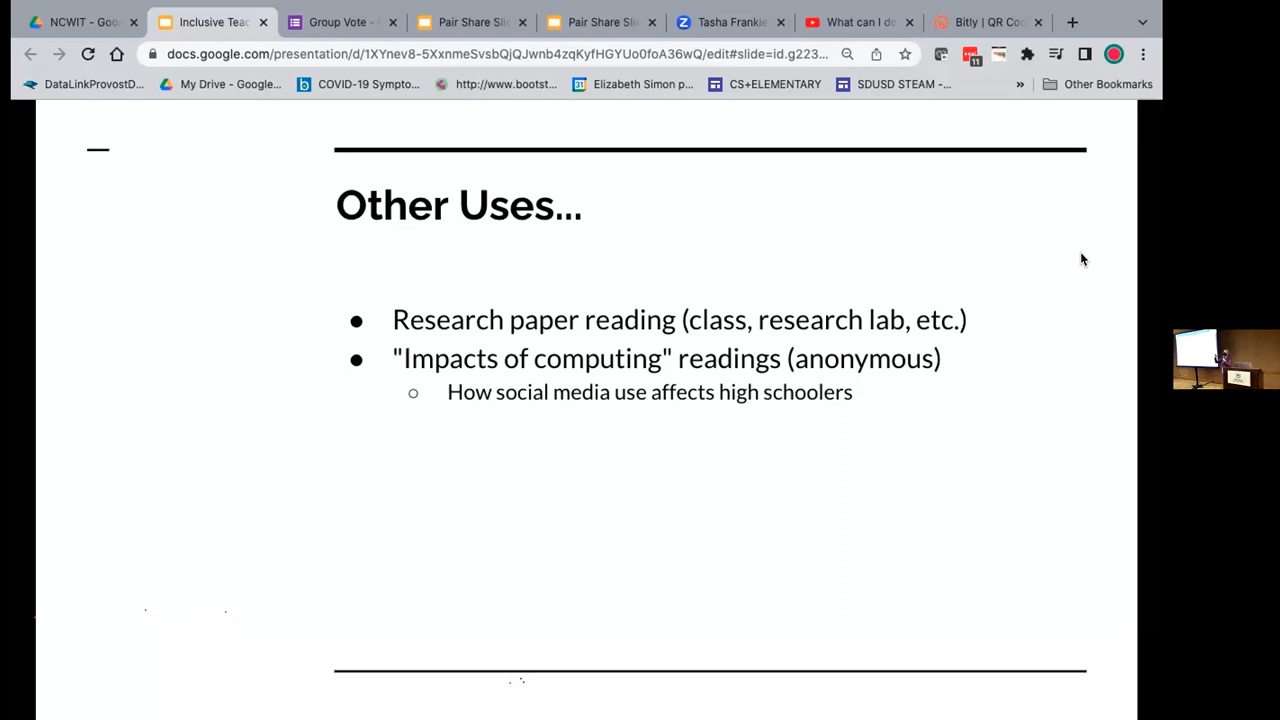 NCWIT - Goo
Inclusive Teac
Group Vote -
Pair Share Sli
Pair Share Sli
Tasha Frankie
What can I do
Bitly | QR Co
docs.google.com/presentation/d/1XYnev8-5XxnmeSvsbQjQJwnb4zqKyfHGYUo0foA36wQ/edit#slide=id.g223...
11
DataLinkProvostD...
My Drive - Google...
COVID-19 Sympto...
http://www.bootst...
Elizabeth Simon p...
CS+ELEMENTARY
SDUSD STEAM -...
»
Other Bookmarks
Other Uses...
● Research paper reading (class, research lab, etc.)
● "Impacts of computing" readings (anonymous)
○ How social media use affects high schoolers